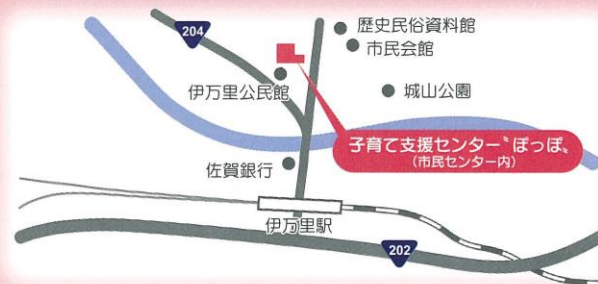 204
歴史民俗資料館
市民会館
伊万里公民館
城山公園
子育て支援センター〝ぽっぽ〟
(市民センター内)
佐賀銀行
伊万里駅
202